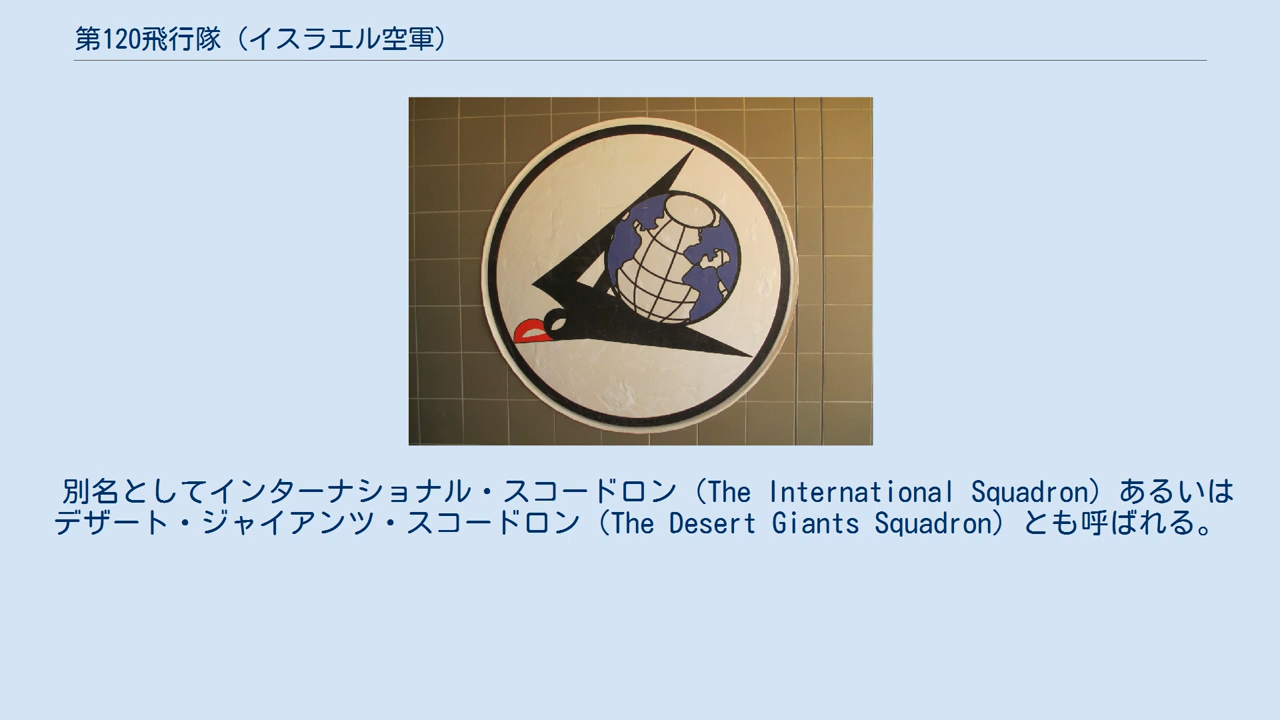 第120飛行隊（イスラエル空軍）
別名としてインターナショナル・スコードロン（The International Squadron）あるいは
デザート・ジャイアンツ・スコードロン（The Desert Giants Squadron）とも呼ばれる。